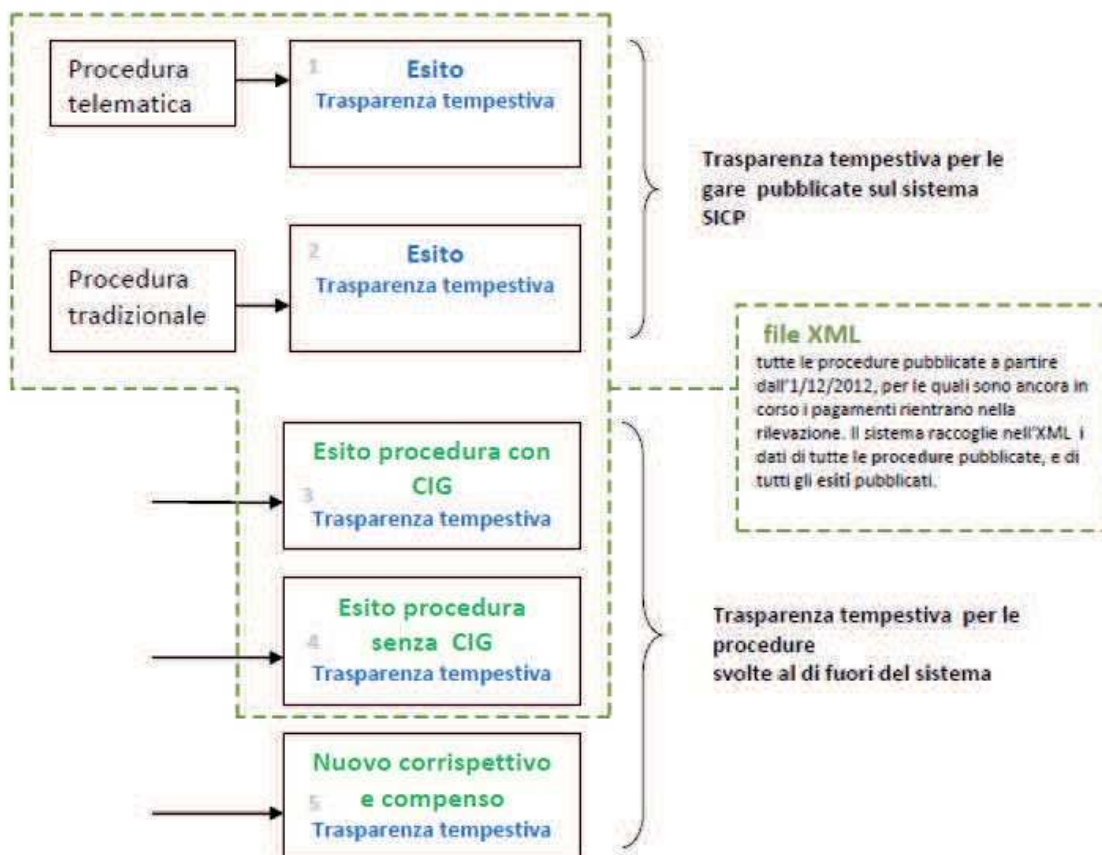 Procedura
telematica
1 Esito
Trasparenza tempestiva
Trasparenza tempestiva per le
gare pubblicate sul sistema
SICP
Procedura
tradizionale
2 Esito
Trasparenza tempestiva
file XML
tutte le procedure pubblicate a partire
dall'1/12/2012, per le quali sono ancora in
corso i pagamenti rientrano nella
rilevazione. Il sistema raccoglie nell'XML i
dati di tutte le procedure pubblicate, e di
tutti gli esiti pubblicati.
Esito procedura con
CIG
3 Trasparenza tempestiva
Esito procedura
senza CIG
4 Trasparenza tempestiva
Trasparenza tempestiva per le
procedure
svolte al di fuori del sistema
Nuovo corrispettivo
e compenso
5 Trasparenza tempestiva